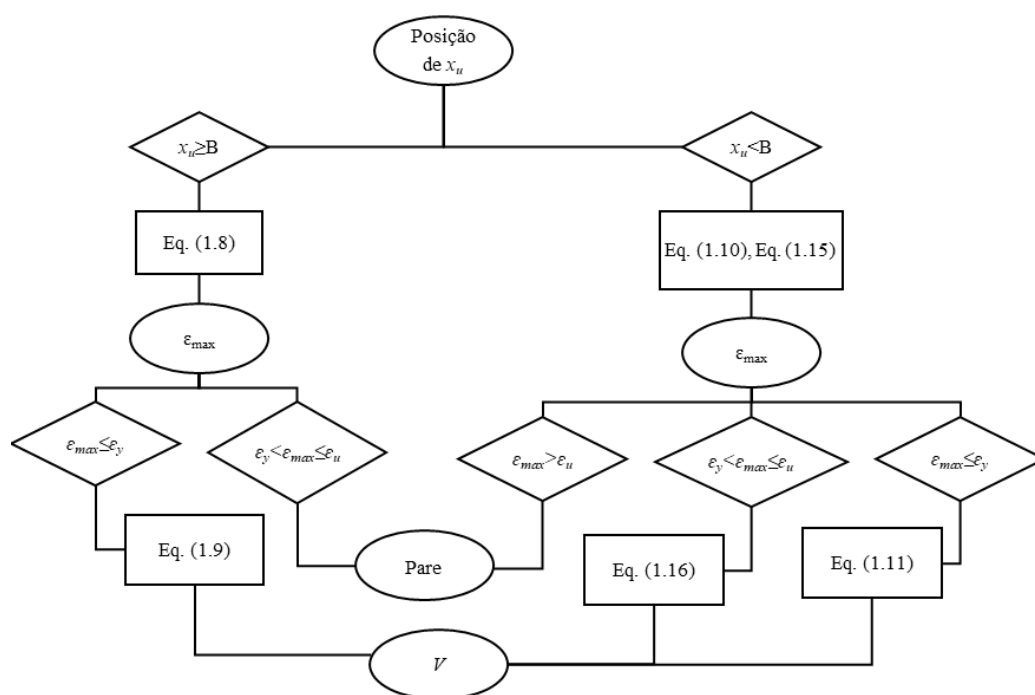 Posição
de xᵤ
xᵤ≥B
xᵤ<B
Eq. (1.8)
Eq. (1.10), Eq. (1.15)
εmax
εmax
εmax≤εy
εy<εmax≤εu
εmax>εu
εy<εmax≤εu
εmax≤εy
Eq. (1.9)
Pare
Eq. (1.16)
Eq. (1.11)
V